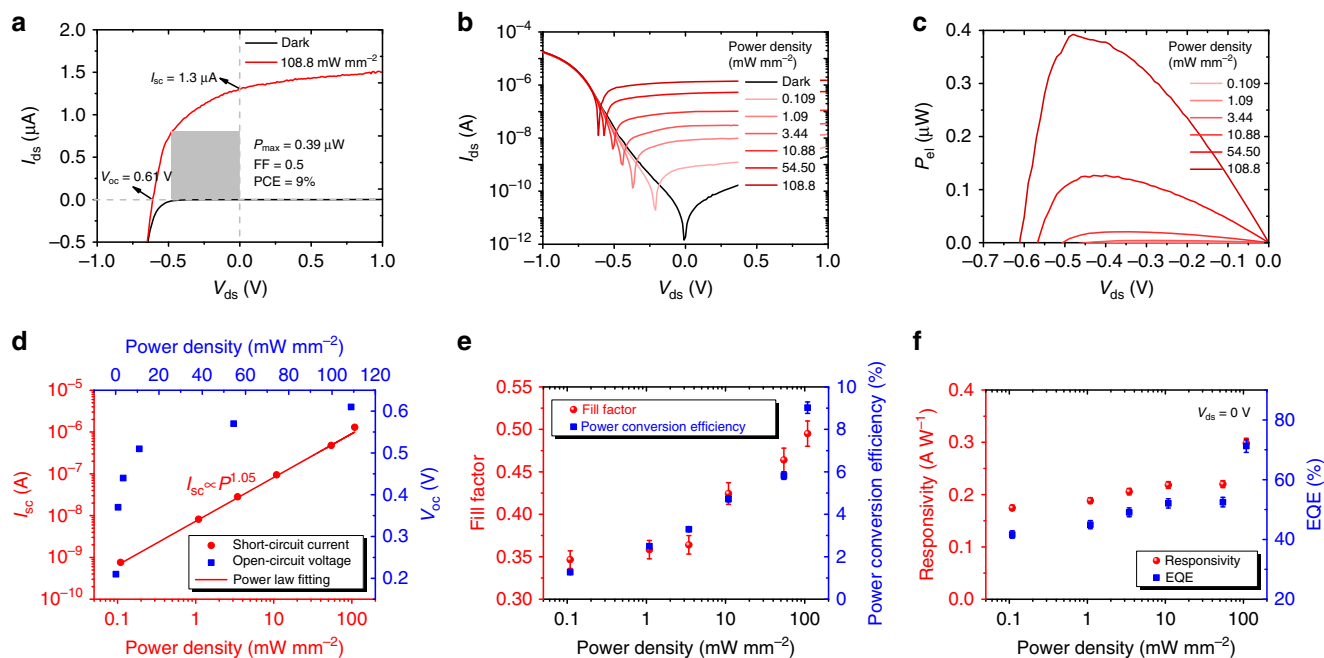 a
I_ds (μA)
2.0
1.5
1.0
0.5
0.0
−0.5
Dark
108.8 mW mm⁻²
I_sc = 1.3 μA
P_max = 0.39 μW
FF = 0.5
PCE = 9%
V_oc = 0.61 V
−1.0 −0.5 0.0 0.5 1.0
V_ds (V)
b
I_ds (A)
10⁻⁴
10⁻⁶
10⁻⁸
10⁻¹⁰
10⁻¹²
Power density
(mW mm⁻²)
Dark
0.109
1.09
3.44
10.88
54.50
108.8
−1.0 −0.5 0.0 0.5 1.0
V_ds (V)
c
P_el (μW)
0.4
0.3
0.2
0.1
0.0
Power density
(mW mm⁻²)
0.109
1.09
3.44
10.88
54.50
108.8
−0.7 −0.6 −0.5 −0.4 −0.3 −0.2 −0.1 0.0
V_ds (V)
d
Power density (mW mm⁻²)
0 20 40 60 80 100 120
I_sc (A)
10⁻⁵
10⁻⁶
10⁻⁷
10⁻⁸
10⁻⁹
10⁻¹⁰
I_sc∝P¹·⁰⁵
Short-circuit current
Open-circuit voltage
Power law fitting
0.6
0.5
0.4
0.3
0.2
V_oc (V)
0.1 1 10 100
Power density (mW mm⁻²)
e
Fill factor
0.55
0.50
0.45
0.40
0.35
0.30
Fill factor
Power conversion efficiency
10
9
8
7
6
5
4
3
2
1
0
Power conversion efficiency (%)
0.1 1 10 100
Power density (mW mm⁻²)
f
Responsivity (A W⁻¹)
0.4
0.3
0.2
0.1
0.0
V_ds = 0 V
Responsivity
EQE
80
60
40
20
EQE (%)
0.1 1 10 100
Power density (mW mm⁻²)